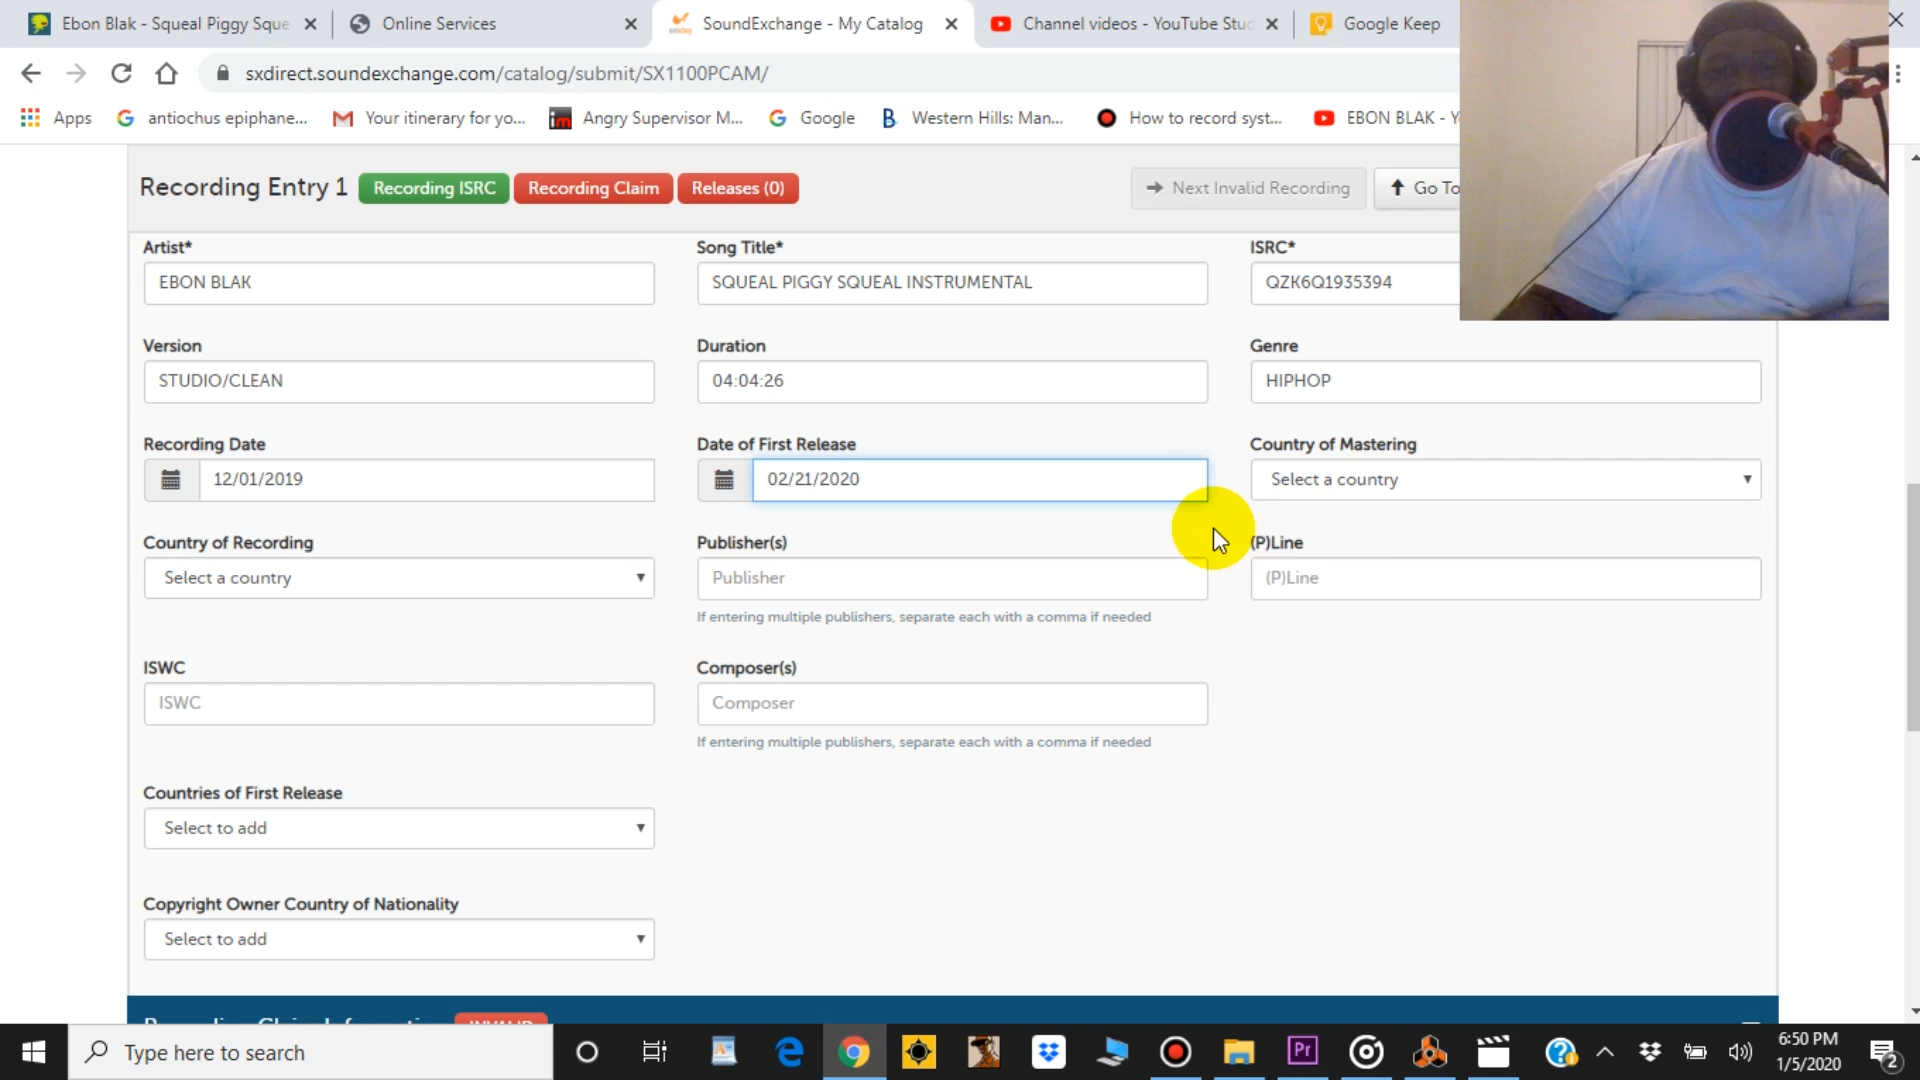 Ebon Blak - Squeal Piggy Sque
Online Services
SoundExchange - My Catalog
Channel videos - YouTube Stud
Google Keep
sxdirect.soundexchange.com/catalog/submit/SX1100PCAM/
Apps
antiochus epiphane...
Your itinerary for yo...
Angry Supervisor M...
Google
Western Hills: Man...
How to record syst...
EBON BLAK - Y
Recording Entry 1
Recording ISRC
Recording Claim
Releases (0)
Next Invalid Recording
Go To
Artist*
Song Title*
ISRC*
EBON BLAK
SQUEAL PIGGY SQUEAL INSTRUMENTAL
QZK6Q1935394
Version
Duration
Genre
STUDIO/CLEAN
04:04:26
HIPHOP
Recording Date
Date of First Release
Country of Mastering
12/01/2019
02/21/2020
Select a country
Country of Recording
Publisher(s)
(P)Line
Select a country
Publisher
(P)Line
If entering multiple publishers, separate each with a comma if needed
ISWC
Composer(s)
ISWC
Composer
If entering multiple publishers, separate each with a comma if needed
Countries of First Release
Select to add
Copyright Owner Country of Nationality
Select to add
Type here to search
Pr
6:50 PM
1/5/2020
2